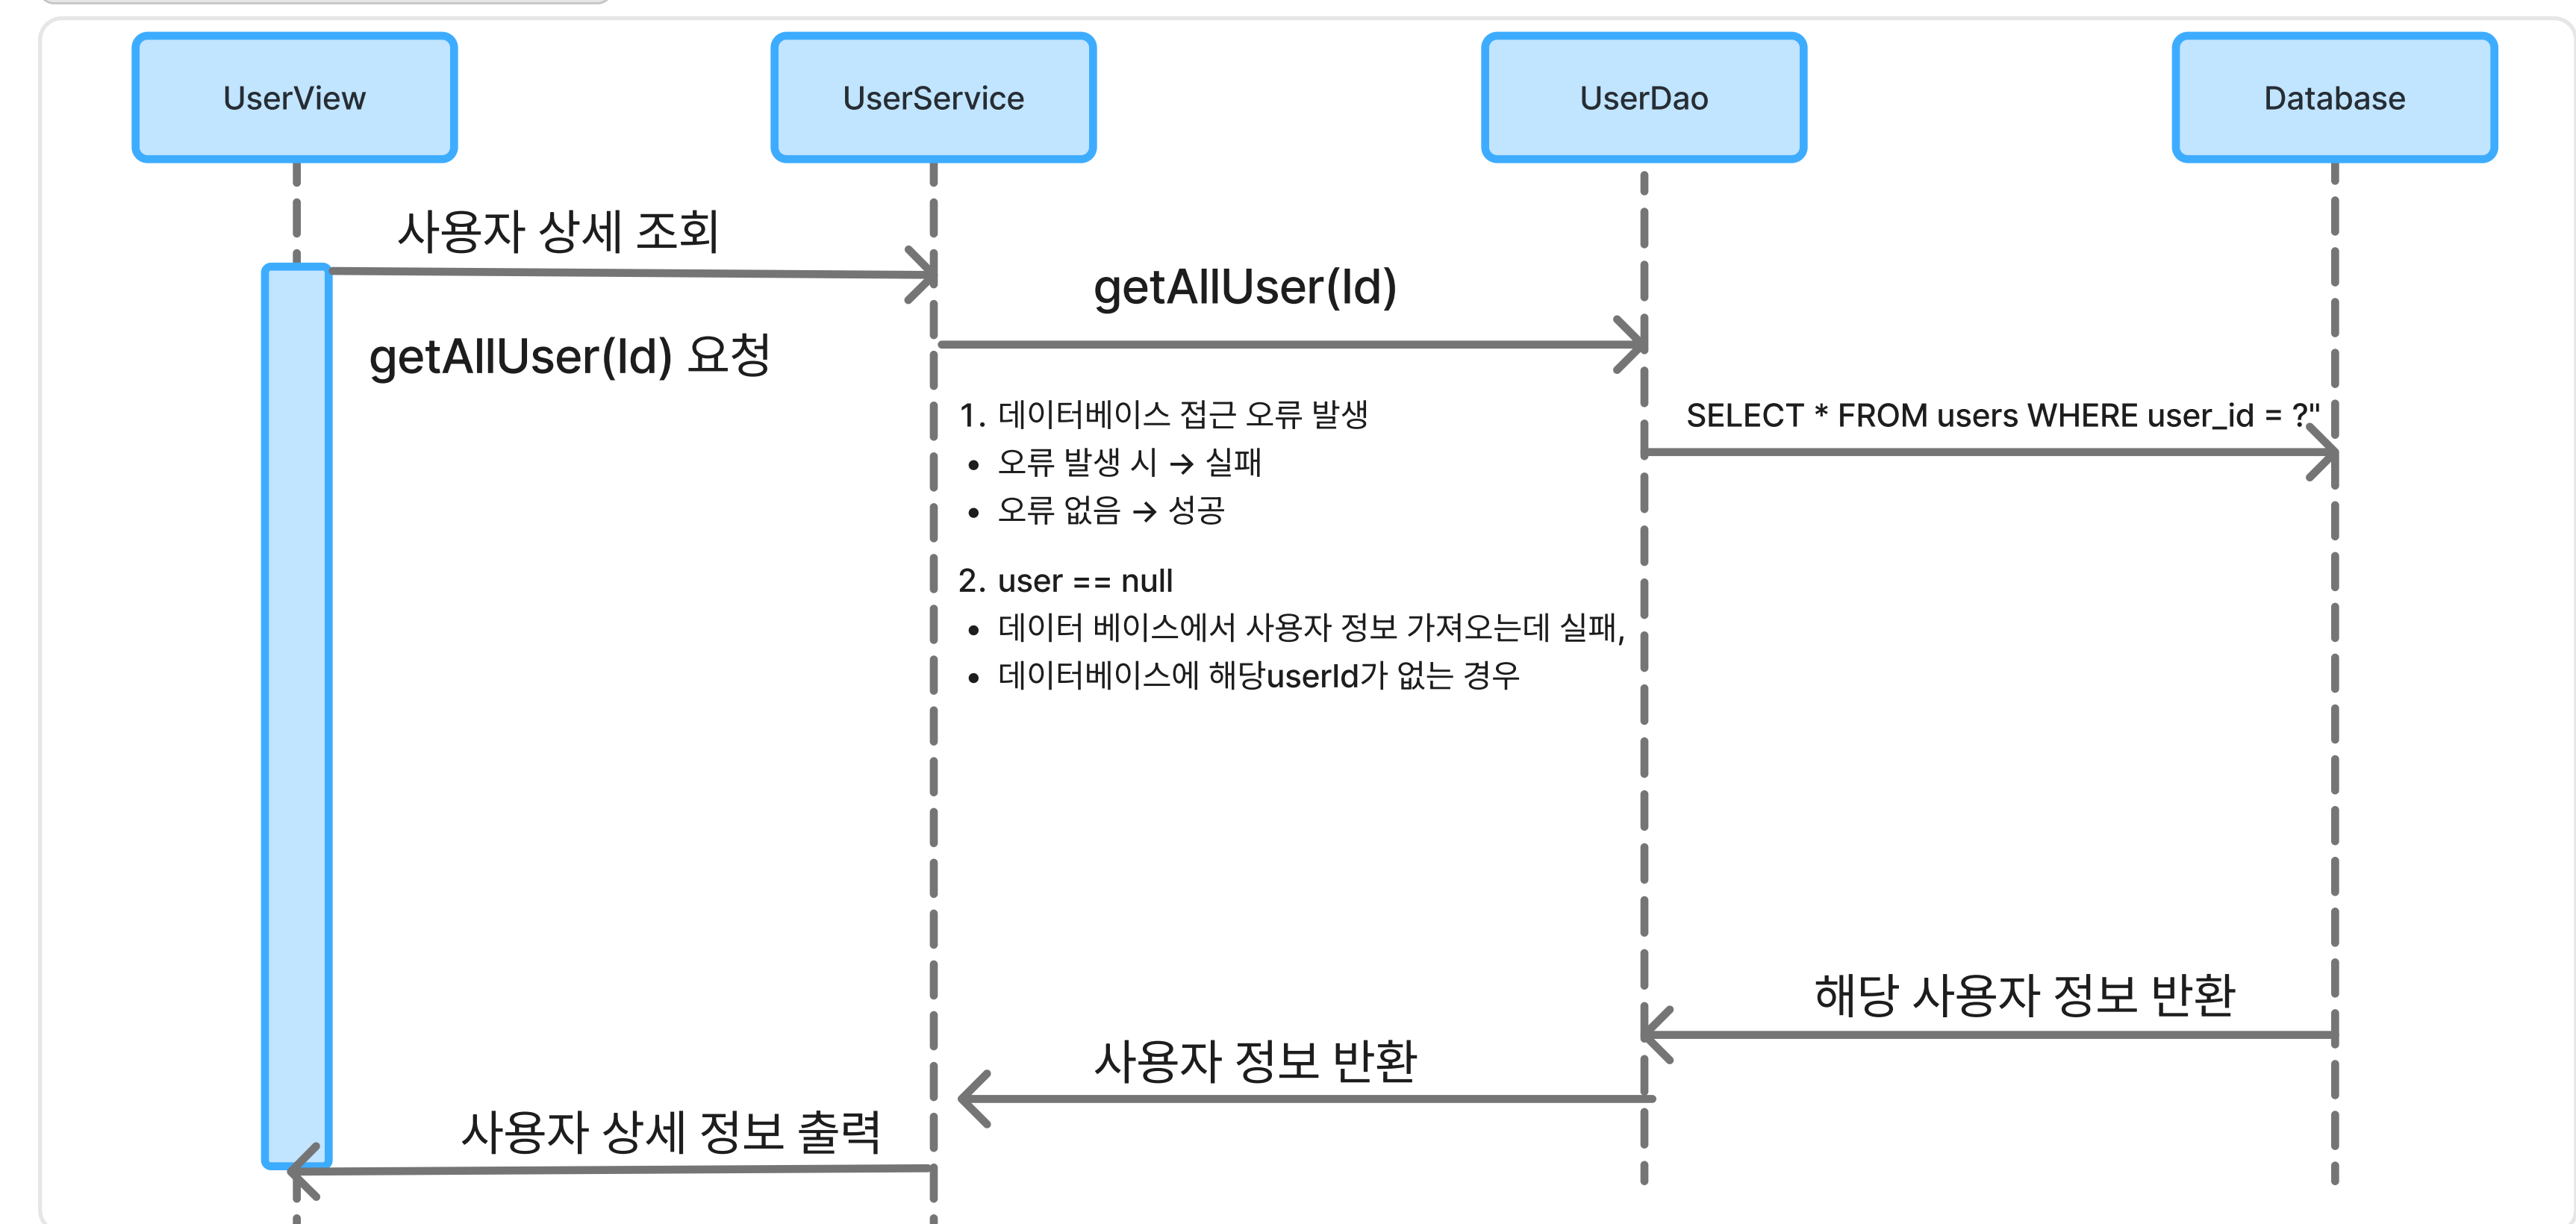 UserView
UserService
UserDao
Database
사용자 상세 조회
getAllUser(Id)
getAllUser(Id) 요청
1. 데이터베이스 접근 오류 발생
• 오류 발생 시 → 실패
• 오류 없음 → 성공
SELECT * FROM users WHERE user_id = ?"
2. user == null
• 데이터 베이스에서 사용자 정보 가져오는데 실패,
• 데이터베이스에 해당userId가 없는 경우
해당 사용자 정보 반환
사용자 정보 반환
사용자 상세 정보 출력